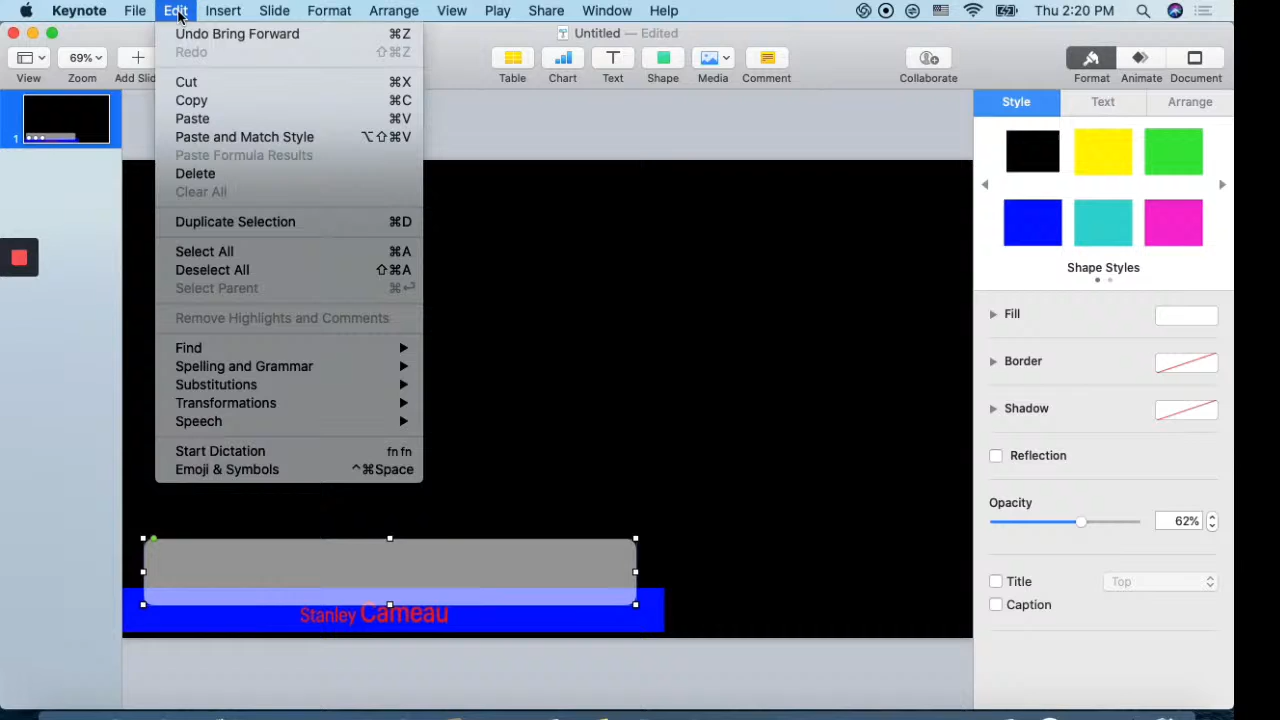 Keynote File Edit Insert Slide Format Arrange View Play Share Window Help Thu 2:20 PM
Untitled — Edited
69%
View Zoom Add Slid Table Chart Text Shape Media Comment Collaborate Format Animate Document
Undo Bring Forward ⌘Z
Redo ⇧⌘Z
Cut ⌘X
Copy ⌘C
Paste ⌘V
Paste and Match Style ⌥⇧⌘V
Paste Formula Results
Delete
Clear All
Duplicate Selection ⌘D
Select All ⌘A
Deselect All ⇧⌘A
Select Parent ⌘⏎
Remove Highlights and Comments
Find
Spelling and Grammar
Substitutions
Transformations
Speech
Start Dictation fn fn
Emoji & Symbols ^⌘Space
1
Stanley Cameau
Style Text Arrange
Shape Styles
Fill
Border
Shadow
Reflection
Opacity
62%
Title Top
Caption